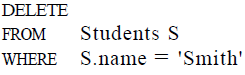 DELETE
FROM Students S
WHERE S.name = 'Smith'